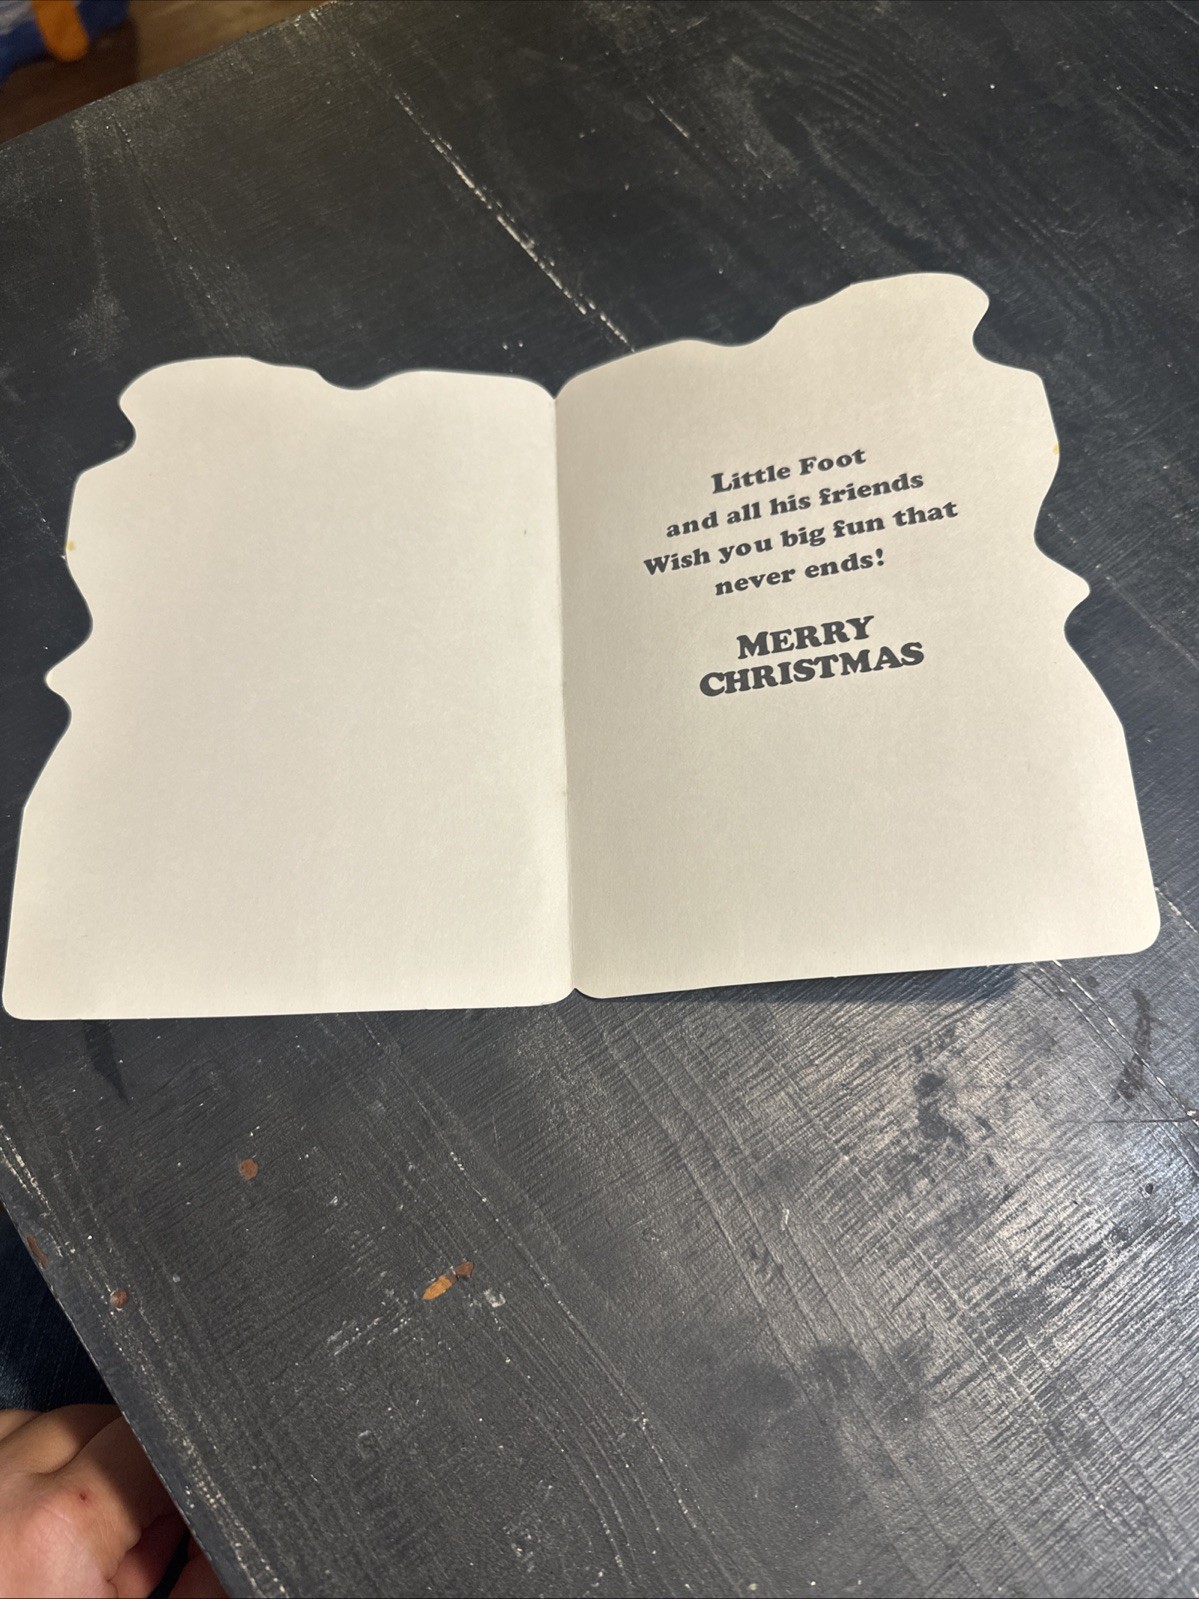 Little Foot
and all his friends
Wish you big fun that
never ends!
MERRY
CHRISTMAS